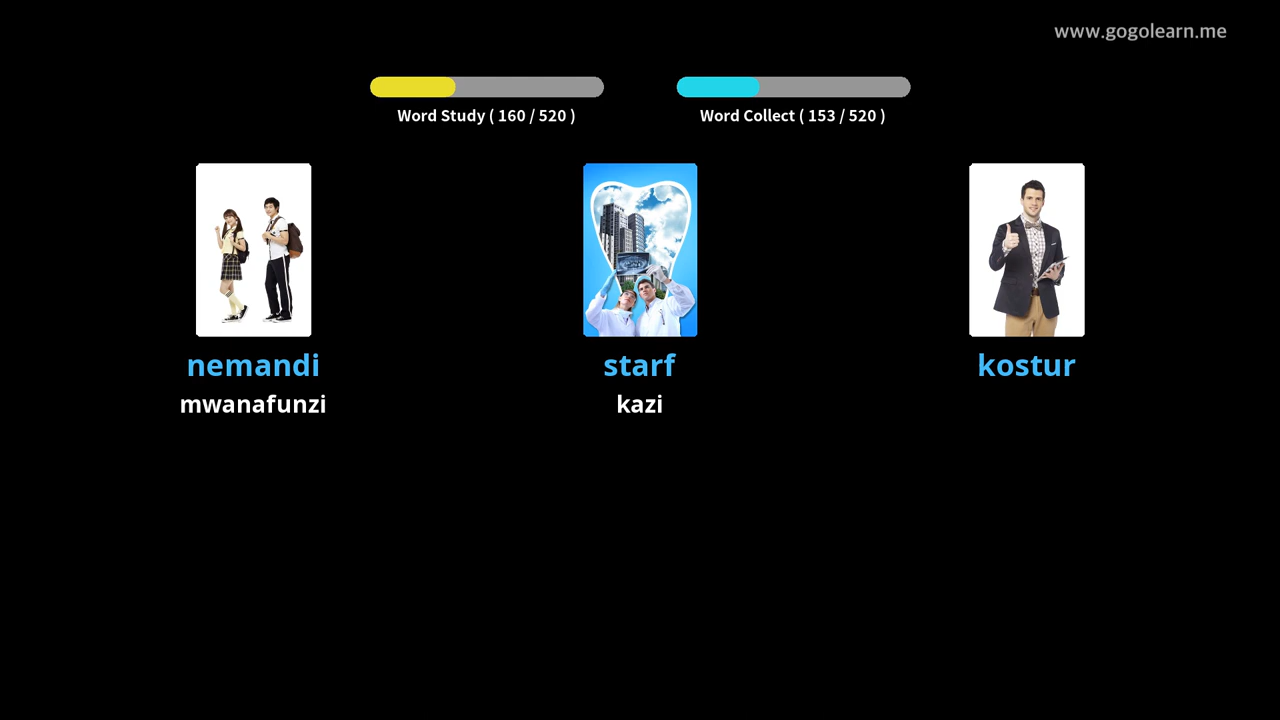 www.gogolearn.me
Word Study ( 160 / 520 )
Word Collect ( 153 / 520 )
nemandi
mwanafunzi
starf
kazi
kostur